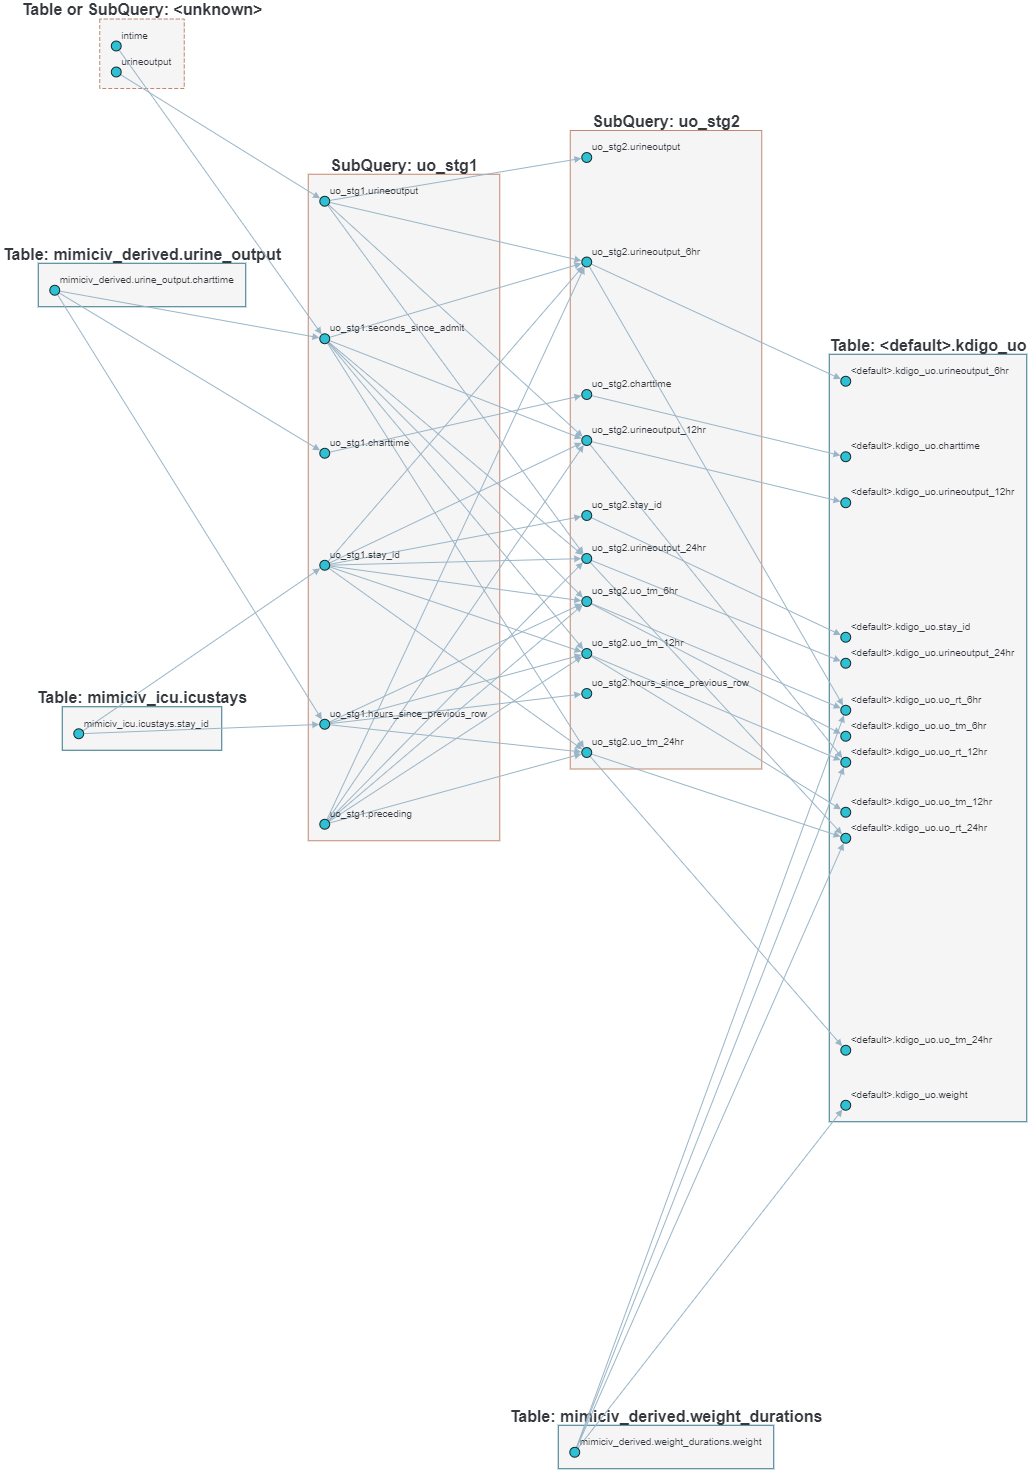 Table or SubQuery: <unknown>
intime
urineoutput
SubQuery: uo_stg1
uo_stg1.urineoutput
uo_stg1.seconds_since_admit
uo_stg1.charttime
uo_stg1.stay_id
uo_stg1.hours_since_previous_row
uo_stg1.preceding
SubQuery: uo_stg2
uo_stg2.urineoutput
uo_stg2.urineoutput_6hr
uo_stg2.charttime
uo_stg2.urineoutput_12hr
uo_stg2.stay_id
uo_stg2.urineoutput_24hr
uo_stg2.uo_tm_6hr
uo_stg2.uo_tm_12hr
uo_stg2.hours_since_previous_row
uo_stg2.uo_tm_24hr
Table: mimiciv_derived.urine_output
mimiciv_derived.urine_output.charttime
Table: <default>.kdigo_uo
<default>.kdigo_uo.urineoutput_6hr
<default>.kdigo_uo.charttime
<default>.kdigo_uo.urineoutput_12hr
<default>.kdigo_uo.stay_id
<default>.kdigo_uo.urineoutput_24hr
<default>.kdigo_uo.uo_rt_6hr
<default>.kdigo_uo.uo_tm_6hr
<default>.kdigo_uo.uo_rt_12hr
<default>.kdigo_uo.uo_tm_12hr
<default>.kdigo_uo.uo_rt_24hr
<default>.kdigo_uo.uo_tm_24hr
<default>.kdigo_uo.weight
Table: mimiciv_icu.icustays
mimiciv_icu.icustays.stay_id
Table: mimiciv_derived.weight_durations
mimiciv_derived.weight_durations.weight